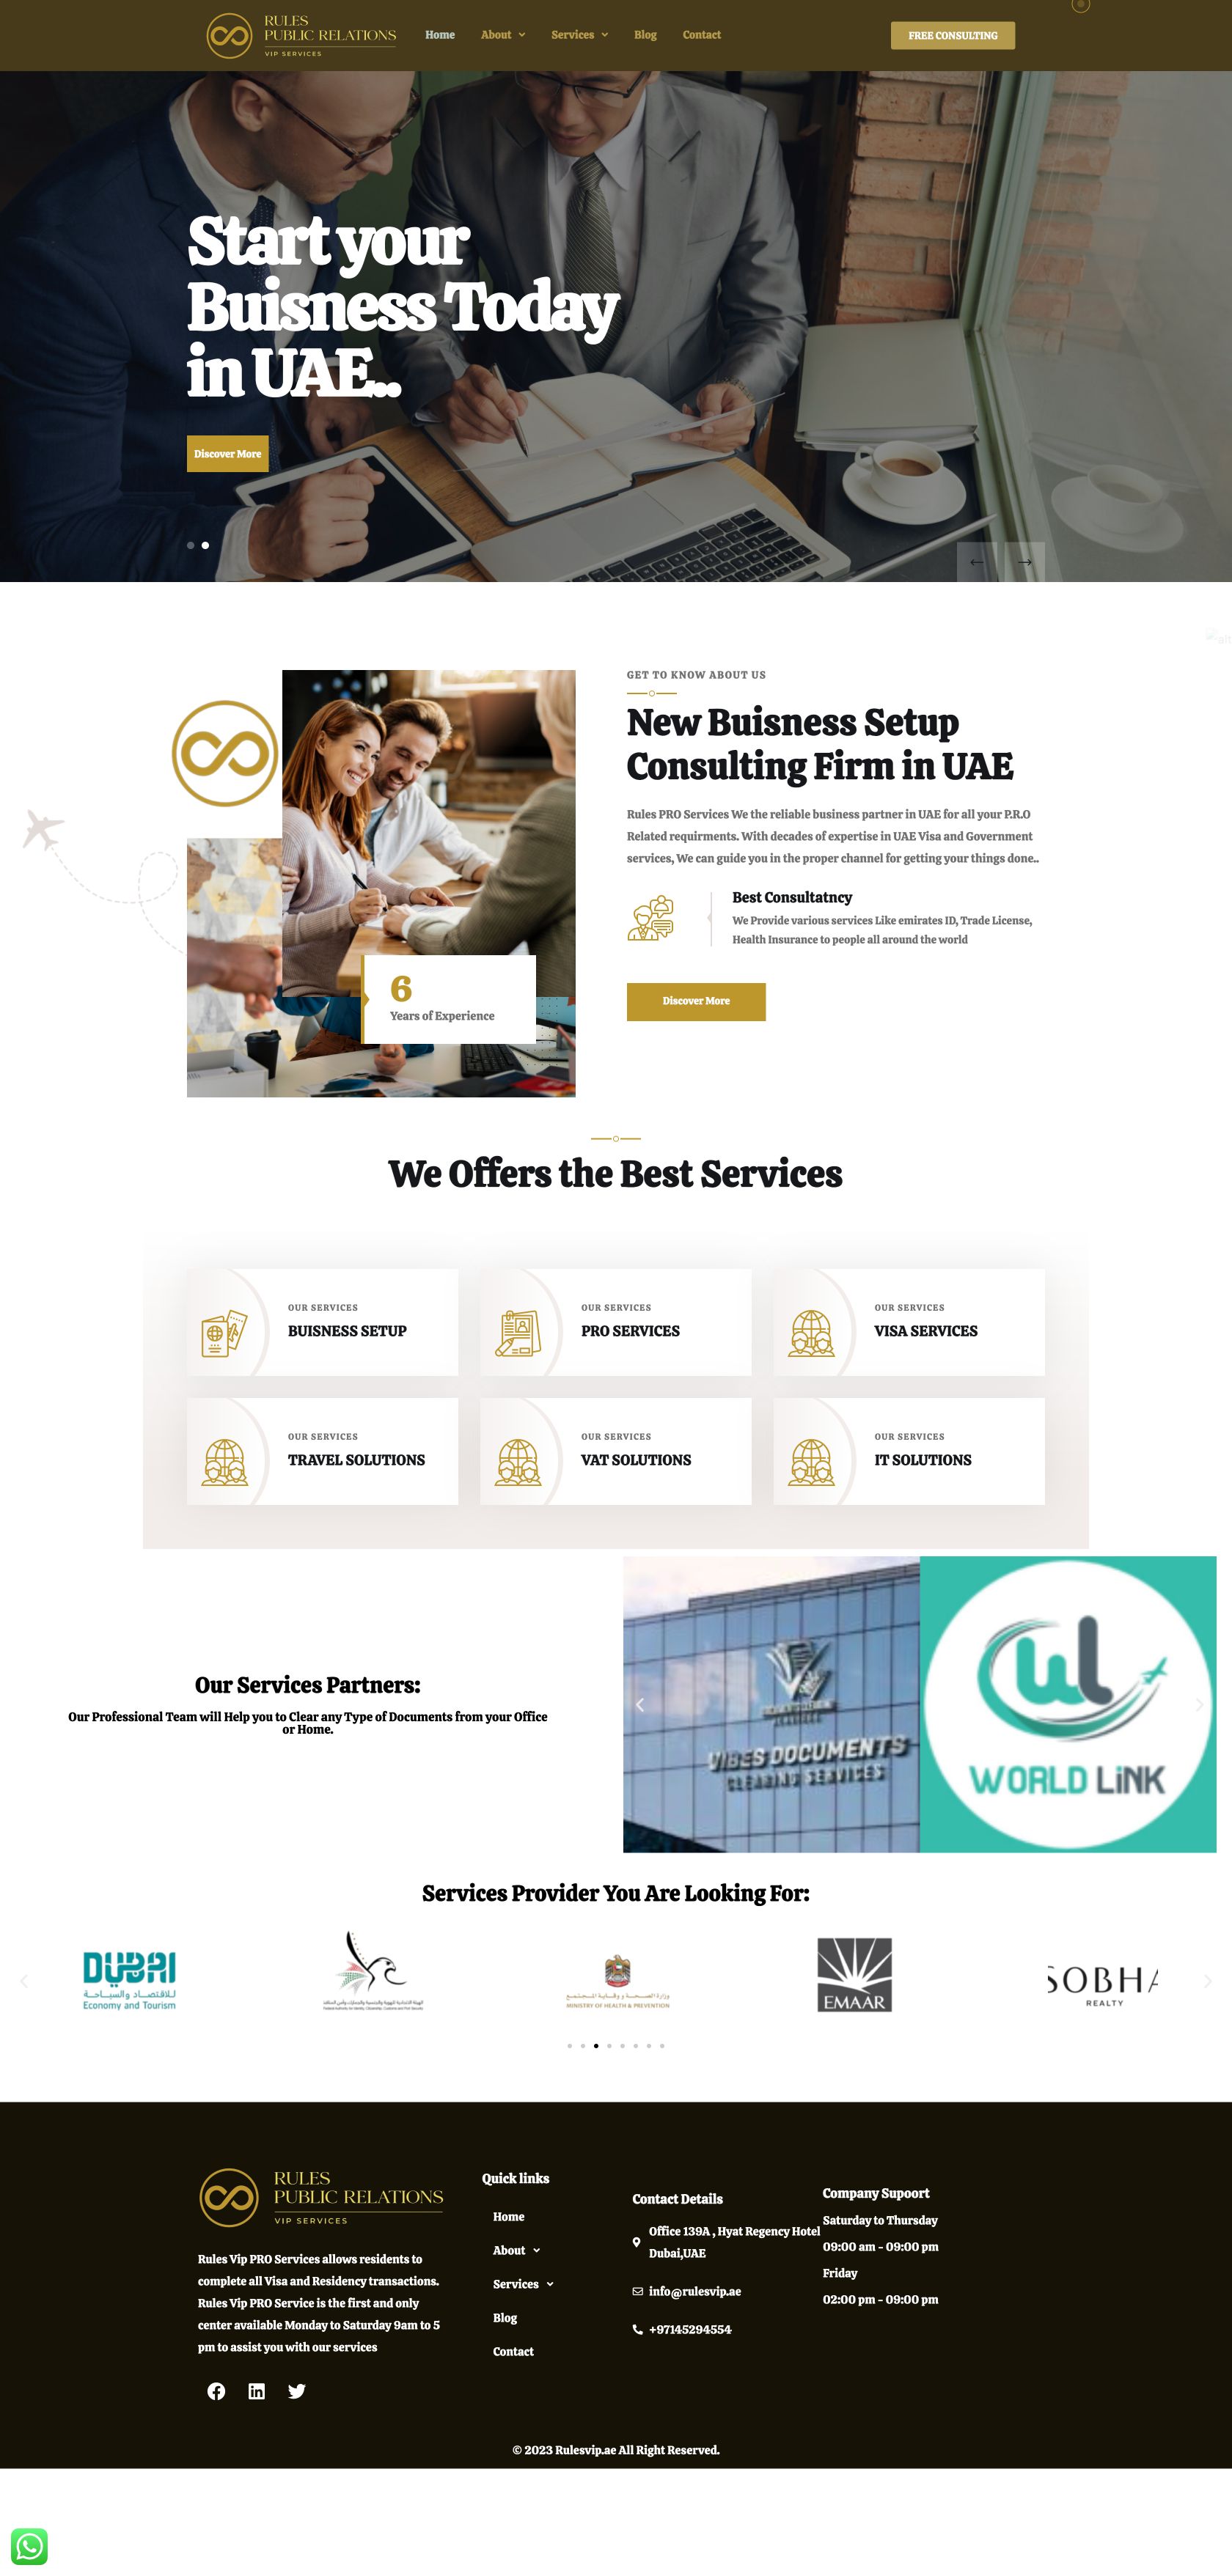 RULES
PUBLIC RELATIONS
VIP SERVICES
Home
About
Services
Blog
Contact
FREE CONSULTING
Start your
Buisness Today
in UAE..
Discover More
alt
GET TO KNOW ABOUT US
New Buisness Setup
Consulting Firm in UAE
Rules PRO Services We the reliable business partner in UAE for all your P.R.O
Related requirments. With decades of expertise in UAE Visa and Government
services, We can guide you in the proper channel for getting your things done..
Best Consultatncy
We Provide various services Like emirates ID, Trade License,
Health Insurance to people all around the world
6
Years of Experience
Discover More
We Offers the Best Services
OUR SERVICES
BUISNESS SETUP
OUR SERVICES
PRO SERVICES
OUR SERVICES
VISA SERVICES
OUR SERVICES
TRAVEL SOLUTIONS
OUR SERVICES
VAT SOLUTIONS
OUR SERVICES
IT SOLUTIONS
Our Services Partners:
Our Professional Team will Help you to Clear any Type of Documents from your Office
or Home.
VIBES DOCUMENTS
CLEARING SERVICES
WORLD LiNK
Services Provider You Are Looking For:
DUBAI
للاقتصاد والسياحة
Economy and Tourism
وزارة الصحة ووقاية المجتمع
MINISTRY OF HEALTH & PREVENTION
EMAAR
SOBHA
REALTY
RULES
PUBLIC RELATIONS
VIP SERVICES
Rules Vip PRO Services allows residents to
complete all Visa and Residency transactions.
Rules Vip PRO Service is the first and only
center available Monday to Saturday 9am to 5
pm to assist you with our services
Quick links
Home
About
Services
Blog
Contact
Contact Details
Office 139A , Hyat Regency Hotel
Dubai,UAE
info@rulesvip.ae
+97145294554
Company Supoort
Saturday to Thursday
09:00 am - 09:00 pm
Friday
02:00 pm - 09:00 pm
© 2023 Rulesvip.ae All Right Reserved.